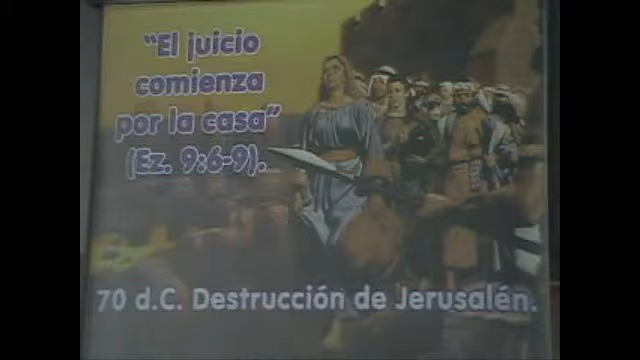 "El juicio
comienza
por la casa"
(Ez. 9:6-9).
70 d.C. Destrucción de Jerusalén.